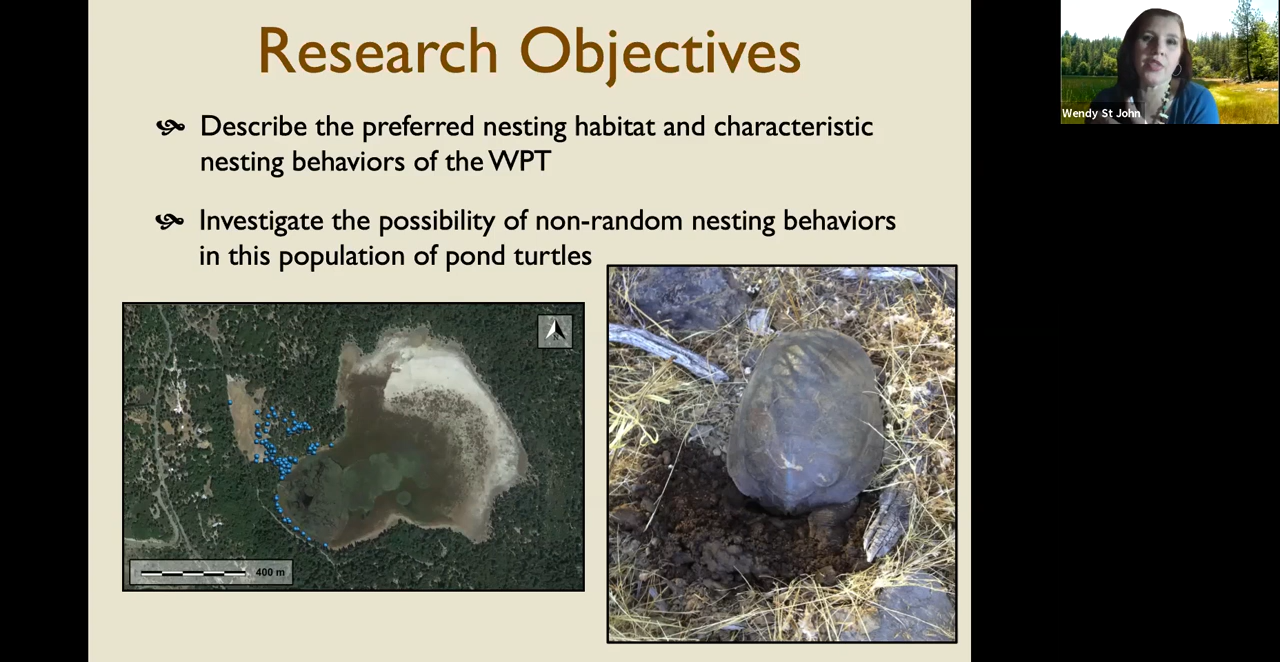 Research Objectives
Describe the preferred nesting habitat and characteristic
nesting behaviors of the WPT
Investigate the possibility of non-random nesting behaviors
in this population of pond turtles
400 m
Wendy St John